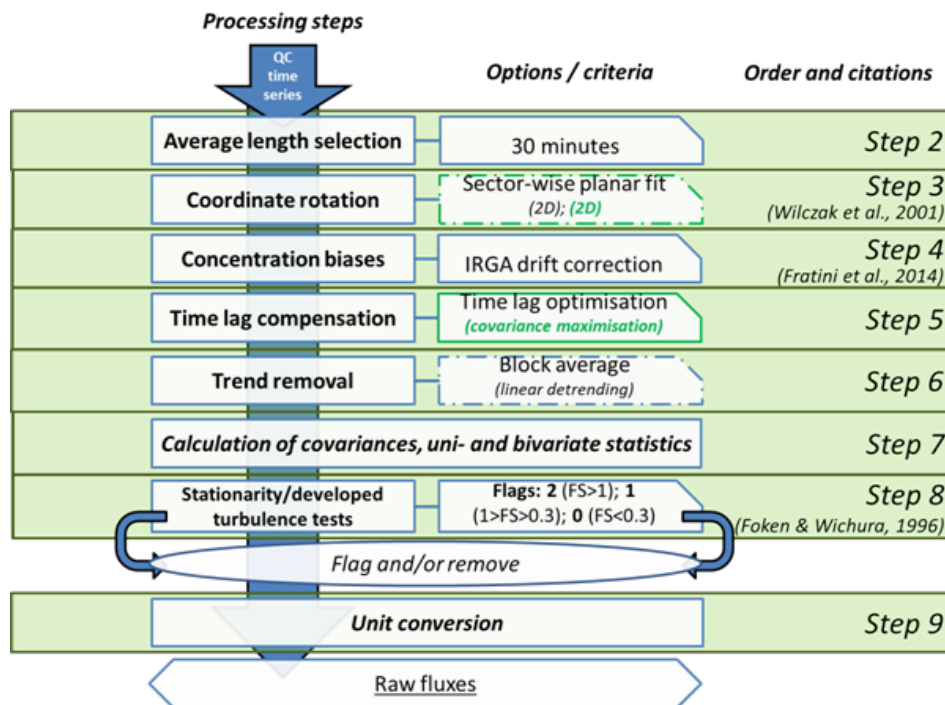 Processing steps
QC
time
series
Options / criteria
Order and citations
Average length selection
30 minutes
Step 2
Coordinate rotation
Sector-wise planar fit
(2D); (2D)
Step 3
(Wilczak et al., 2001)
Concentration biases
IRGA drift correction
Step 4
(Fratini et al., 2014)
Time lag compensation
Time lag optimisation
(covariance maximisation)
Step 5
Trend removal
Block average
(linear detrending)
Step 6
Calculation of covariances, uni- and bivariate statistics
Step 7
Stationarity/developed
turbulence tests
Flags: 2 (FS>1); 1
(1>FS>0.3); 0 (FS<0.3)
Step 8
(Foken & Wichura, 1996)
Flag and/or remove
Unit conversion
Step 9
Raw fluxes